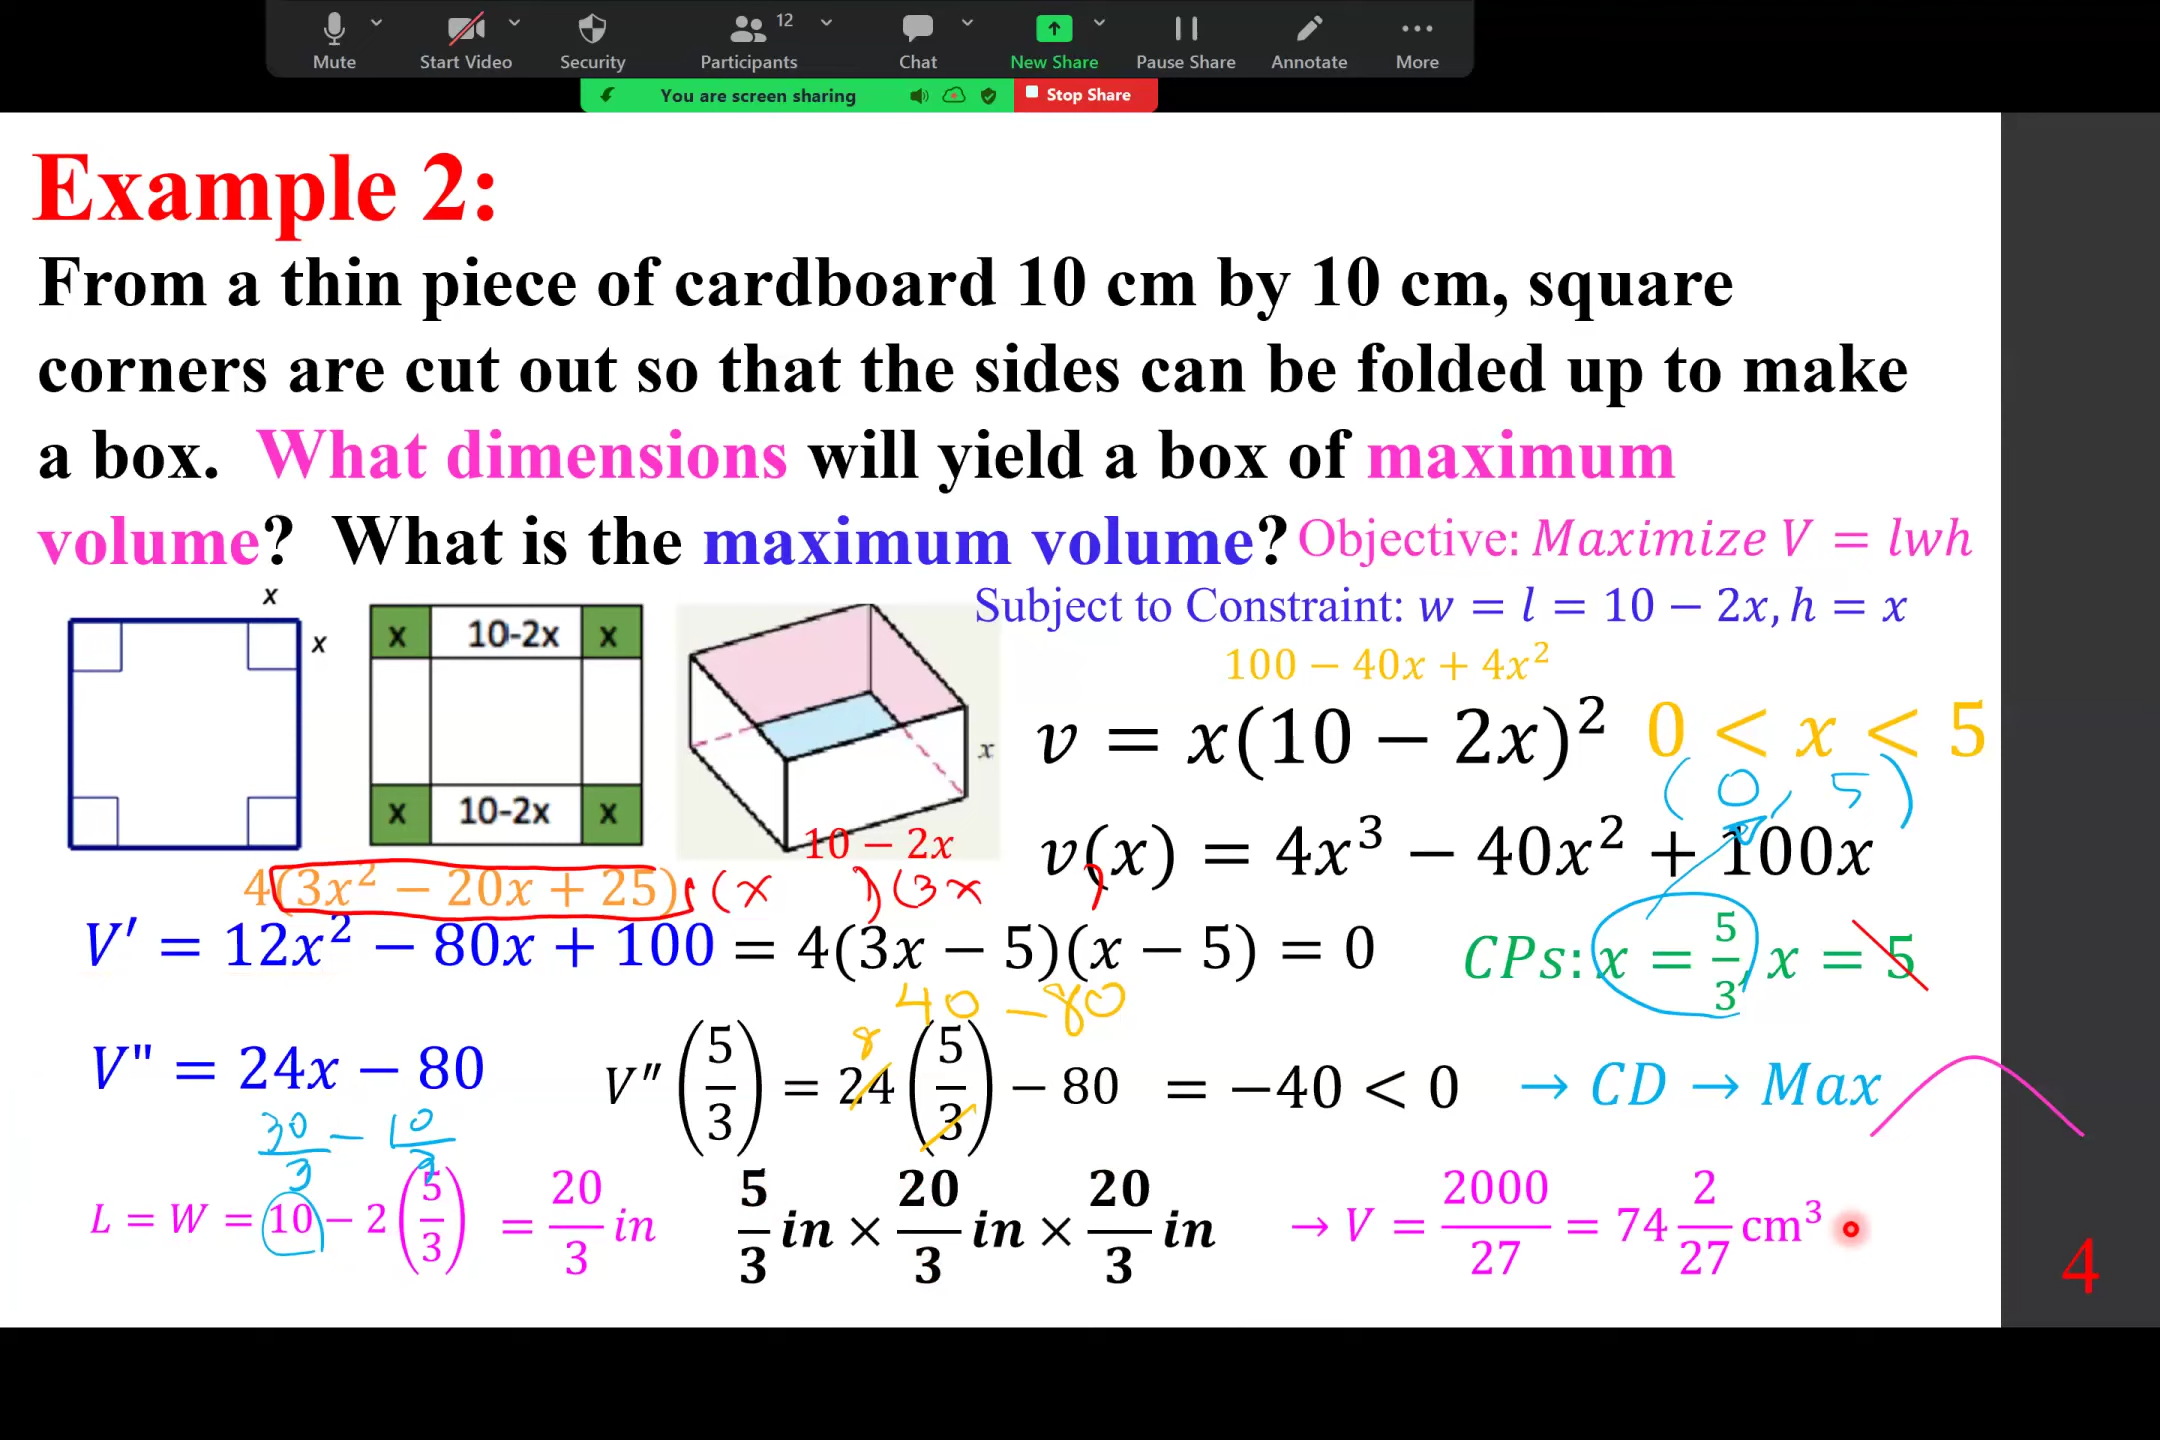 Mute Start Video Security Participants 12 Chat New Share Pause Share Annotate More
You are screen sharing Stop Share
Example 2:
From a thin piece of cardboard 10 cm by 10 cm, square
corners are cut out so that the sides can be folded up to make
a box. What dimensions will yield a box of maximum
volume? What is the maximum volume? Objective: Maximize V = lwh
Subject to Constraint: w = l = 10 − 2x, h = x
x
x
x 10-2x x
x 10-2x x
x
10 − 2x
100 − 40x + 4x²
v = x(10 − 2x)² 0 < x < 5
(0, 5)
v(x) = 4x³ − 40x² + 100x
4(3x² − 20x + 25) (x )(3x )
V′ = 12x² − 80x + 100 = 4(3x − 5)(x − 5) = 0 CPs: x = 5/3, x = 5
40 − 80
8
V" = 24x − 80 V″(5/3) = 24(5/3) − 80 = −40 < 0 → CD → Max
30/3 − 10/3
L = W = 10 − 2(5/3) = 20/3 in 5/3 in × 20/3 in × 20/3 in → V = 2000/27 = 74 2/27 cm³
4